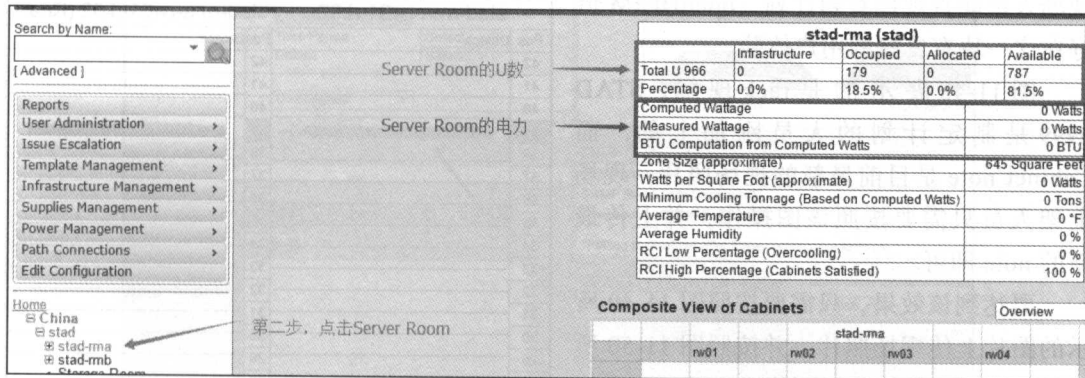 Search by Name:
[ Advanced ]
Reports
User Administration
Issue Escalation
Template Management
Infrastructure Management
Supplies Management
Power Management
Path Connections
Edit Configuration
Home
China
stad
stad-rma
stad-rmb
Storage Room
Server Room的U数
Server Room的电力
第二步，点击Server Room
stad-rma (stad)
Infrastructure Occupied Allocated Available
Total U 966 0 179 0 787
Percentage 0.0% 18.5% 0.0% 81.5%
Computed Wattage 0 Watts
Measured Wattage 0 Watts
BTU Computation from Computed Watts 0 BTU
Zone Size (approximate) 645 Square Feet
Watts per Square Foot (approximate) 0 Watts
Minimum Cooling Tonnage (Based on Computed Watts) 0 Tons
Average Temperature 0 °F
Average Humidity 0 %
RCI Low Percentage (Overcooling) 0 %
RCI High Percentage (Cabinets Satisfied) 100 %
Composite View of Cabinets Overview
stad-rma
rw01 rw02 rw03 rw04